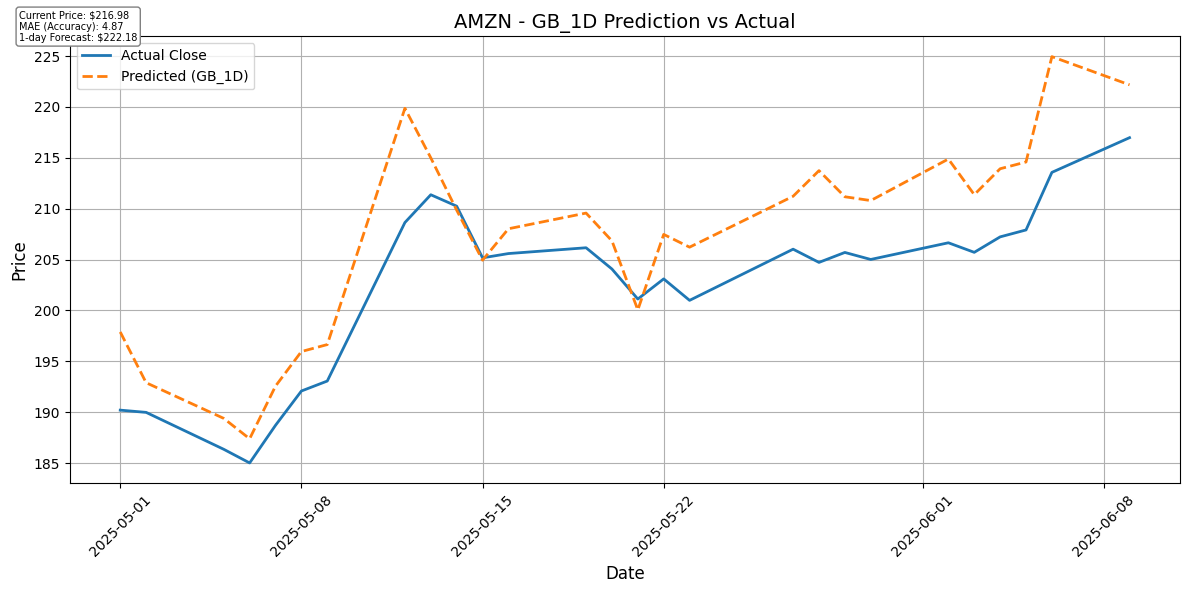 Current Price: $216.98
MAE (Accuracy): 4.87
1-day Forecast: $222.18
AMZN - GB_1D Prediction vs Actual
Actual Close
Predicted (GB_1D)
Price
225
220
215
210
205
200
195
190
185
2025-05-01
2025-05-08
2025-05-15
2025-05-22
2025-06-01
2025-06-08
Date